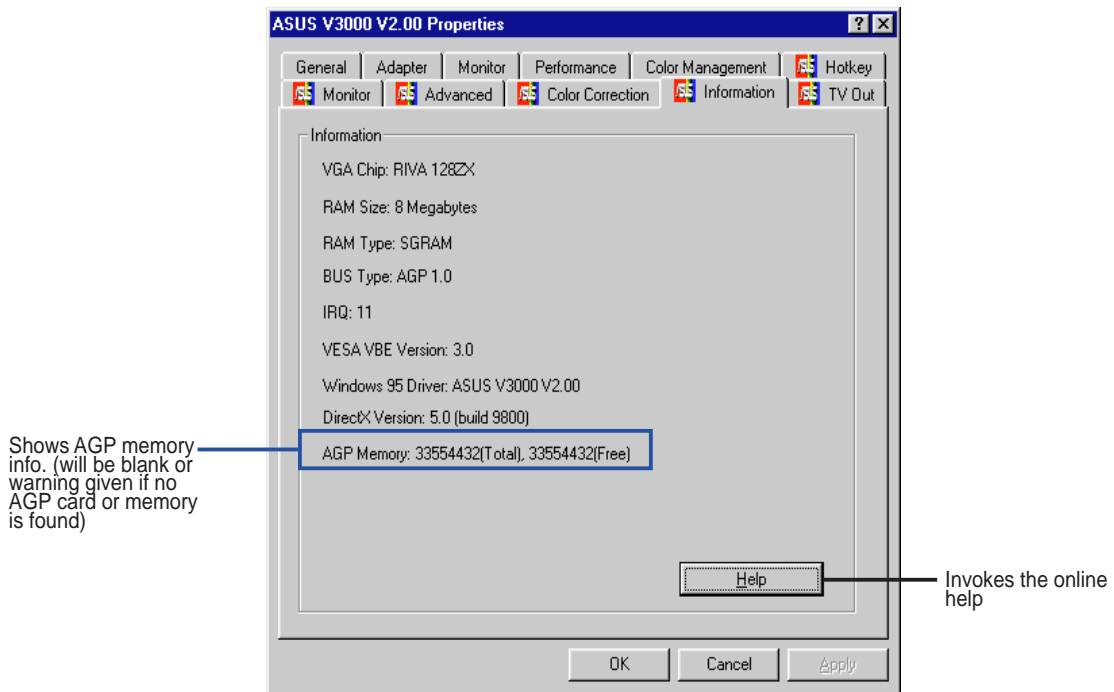 ASUS V3000 V2.00 Properties
General Adapter Monitor Performance Color Management Hotkey
Monitor Advanced Color Correction Information TV Out
Information
VGA Chip: RIVA 128ZX
RAM Size: 8 Megabytes
RAM Type: SGRAM
BUS Type: AGP 1.0
IRQ: 11
VESA VBE Version: 3.0
Windows 95 Driver: ASUS V3000 V2.00
DirectX Version: 5.0 (build 9800)
AGP Memory: 33554432(Total), 33554432(Free)
Shows AGP memory
info. (will be blank or
warning given if no
AGP card or memory
is found)
Help
Invokes the online
help
OK Cancel Apply